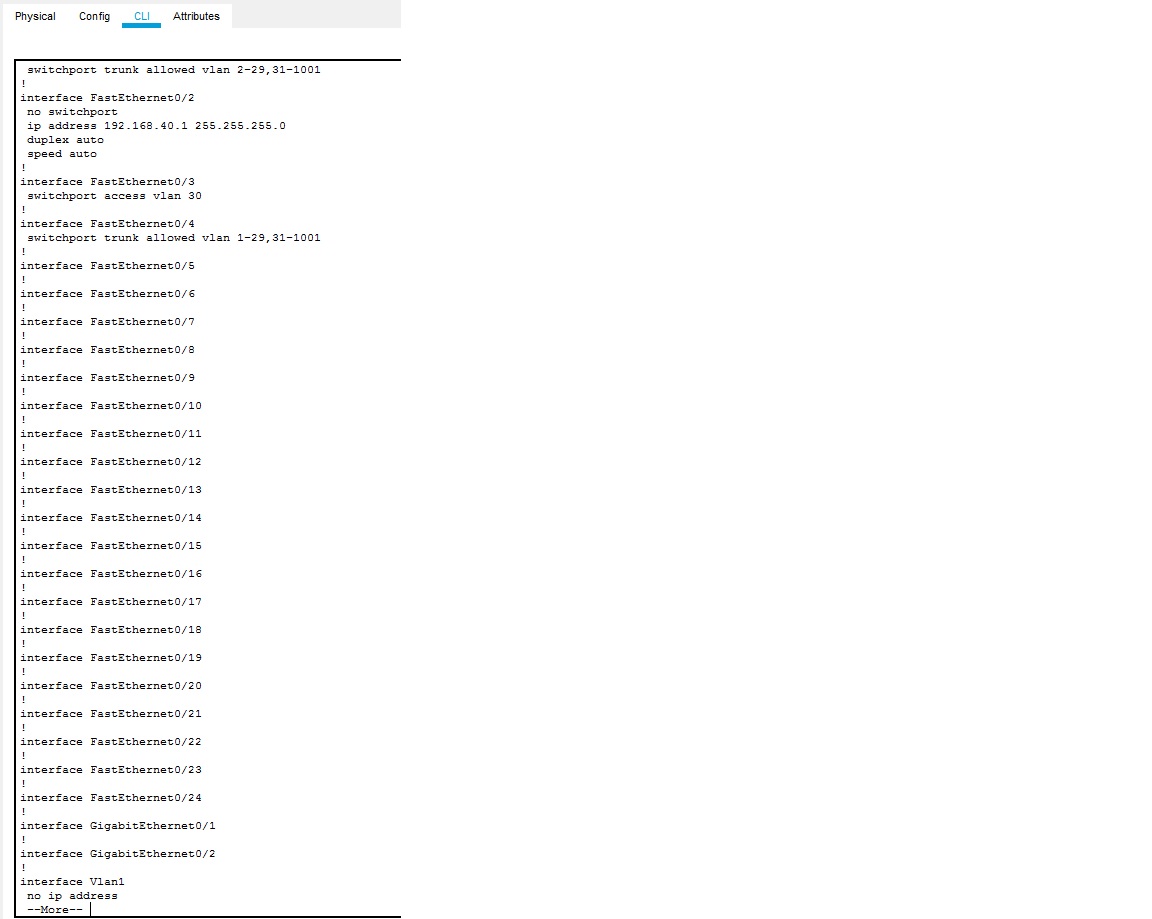 Physical Config CLI Attributes
switchport trunk allowed vlan 2-29,31-1001
!
interface FastEthernet0/2
no switchport
ip address 192.168.40.1 255.255.255.0
duplex auto
speed auto
!
interface FastEthernet0/3
switchport access vlan 30
!
interface FastEthernet0/4
switchport trunk allowed vlan 1-29,31-1001
!
interface FastEthernet0/5
!
interface FastEthernet0/6
!
interface FastEthernet0/7
!
interface FastEthernet0/8
!
interface FastEthernet0/9
!
interface FastEthernet0/10
!
interface FastEthernet0/11
!
interface FastEthernet0/12
!
interface FastEthernet0/13
!
interface FastEthernet0/14
!
interface FastEthernet0/15
!
interface FastEthernet0/16
!
interface FastEthernet0/17
!
interface FastEthernet0/18
!
interface FastEthernet0/19
!
interface FastEthernet0/20
!
interface FastEthernet0/21
!
interface FastEthernet0/22
!
interface FastEthernet0/23
!
interface FastEthernet0/24
!
interface GigabitEthernet0/1
!
interface GigabitEthernet0/2
!
interface Vlan1
no ip address
--More--